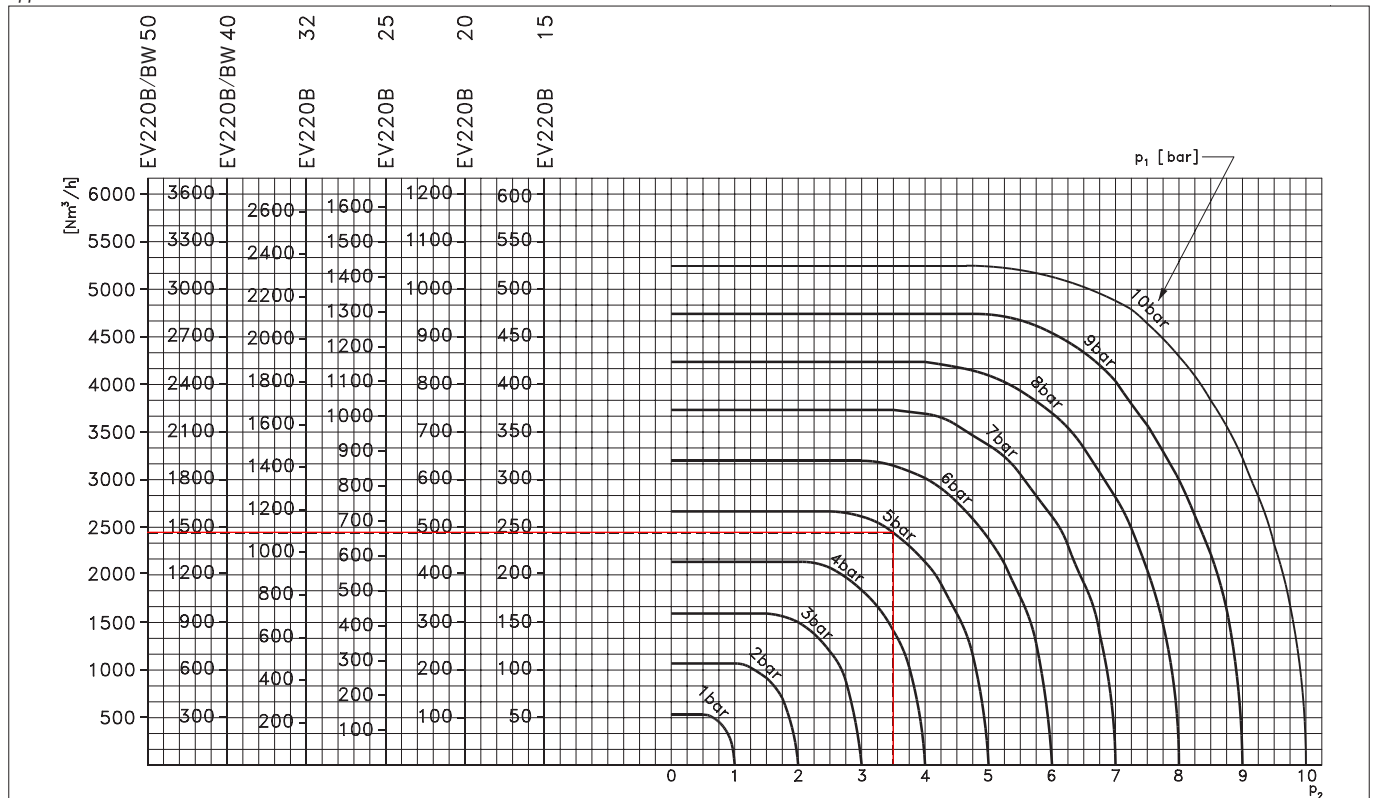 EV220B/BW 50
EV220B/BW 40
EV220B 32
EV220B 25
EV220B 20
EV220B 15
p₁ [bar]
[Nm³/h]
6000 3600 2600 1600 1200 600
5500 3300 2400 1500 1100 550
5000 3000 2200 1400 1000 500
4500 2700 2000 1300 900 450
4000 2400 1800 1200 800 400
3500 2100 1600 1100 700 350
3000 1800 1400 1000 600 300
2500 1500 1200 900 500 250
2000 1200 1000 800 400 200
1500 900 800 700 300 150
1000 600 600 600 200 100
500 300 400 500 100 50
200 400
300
200
100
10bar
9bar
8bar
7bar
6bar
5bar
4bar
3bar
2bar
1bar
0 1 2 3 4 5 6 7 8 9 10
p₂